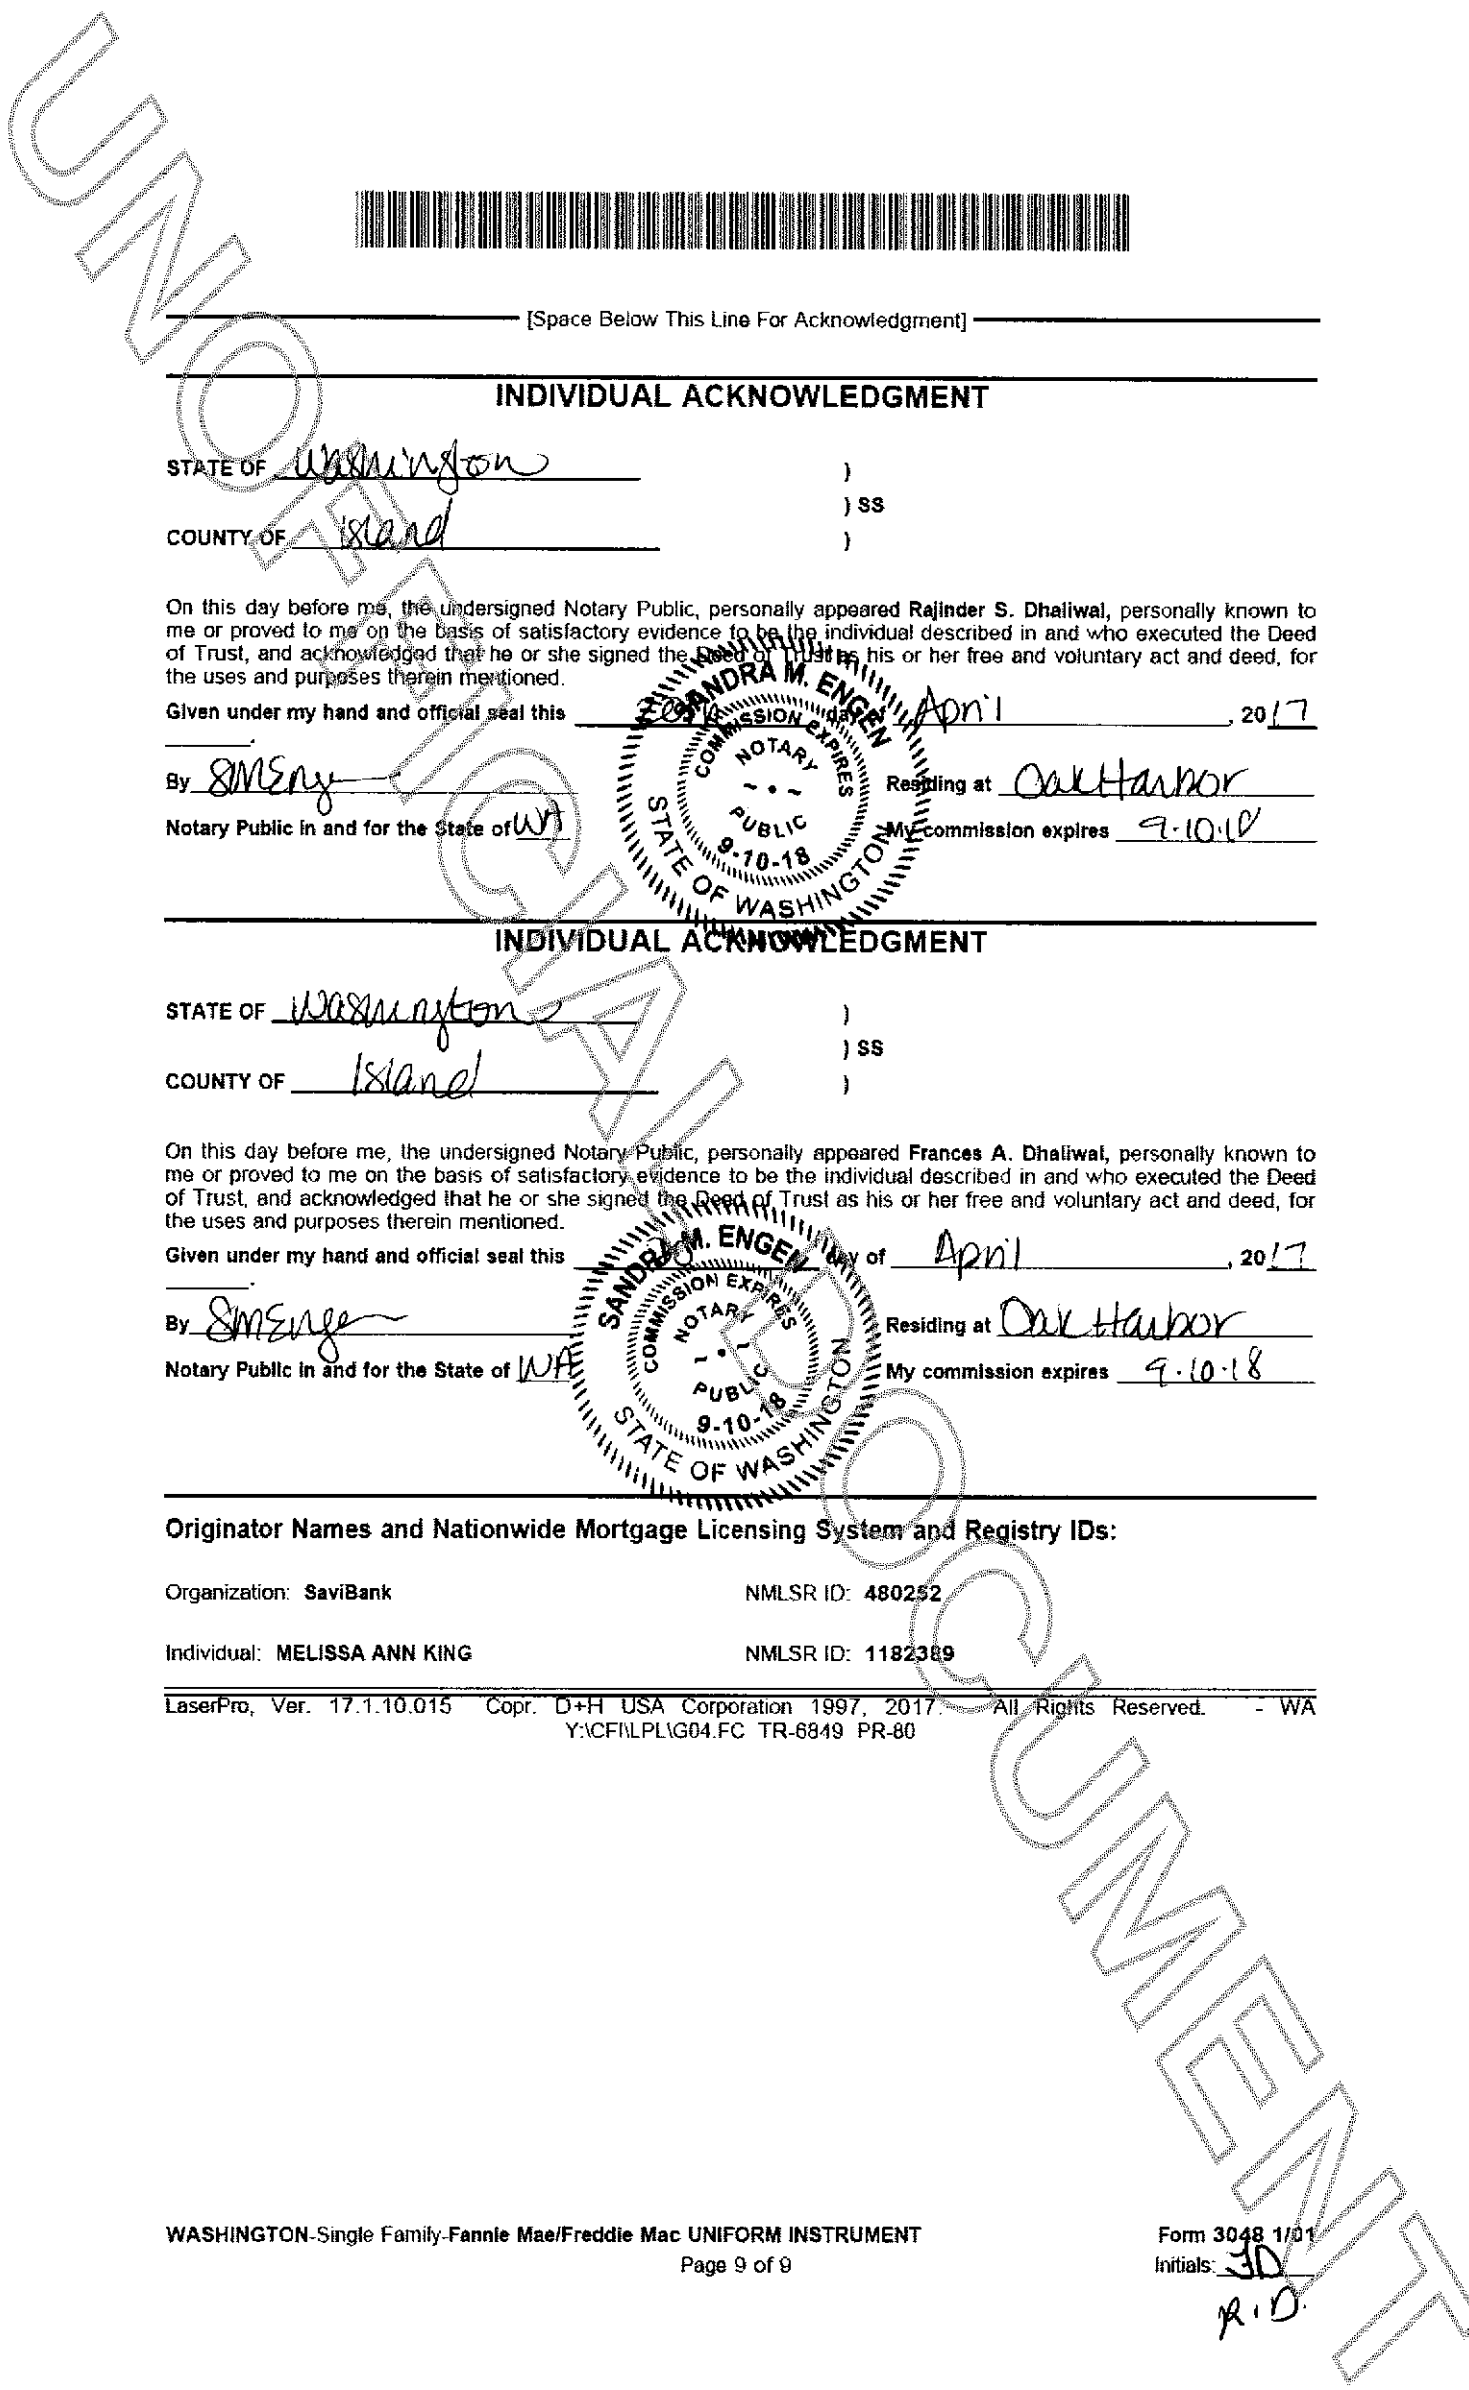 [Space Below This Line For Acknowledgment]
INDIVIDUAL ACKNOWLEDGMENT
STATE OF Washington )
) SS
COUNTY OF island )
On this day before me, the undersigned Notary Public, personally appeared Rajinder S. Dhaliwal, personally known to
me or proved to me on the basis of satisfactory evidence to be the individual described in and who executed the Deed
of Trust, and acknowledged that he or she signed the Deed of Trust as his or her free and voluntary act and deed, for
the uses and purposes therein mentioned.
Given under my hand and official seal this day of April, 2017
By SMEnge Residing at Oak Harbor
Notary Public in and for the State of WA My commission expires 9-10-18
SANDRA M. ENGEN
COMMISSION EXPIRES
NOTARY
PUBLIC
9-10-18
STATE OF WASHINGTON
INDIVIDUAL ACKNOWLEDGMENT
STATE OF Washington )
) SS
COUNTY OF Island )
On this day before me, the undersigned Notary Public, personally appeared Frances A. Dhaliwal, personally known to
me or proved to me on the basis of satisfactory evidence to be the individual described in and who executed the Deed
of Trust, and acknowledged that he or she signed the Deed of Trust as his or her free and voluntary act and deed, for
the uses and purposes therein mentioned.
Given under my hand and official seal this day of April, 2017
By SMEnge Residing at Oak Harbor
Notary Public in and for the State of WA My commission expires 9.10.18
SANDRA M. ENGEN
COMMISSION EXPIRES
NOTARY
PUBLIC
9-10-18
STATE OF WASHINGTON
Originator Names and Nationwide Mortgage Licensing System and Registry IDs:
Organization: SaviBank NMLSR ID: 480252
Individual: MELISSA ANN KING NMLSR ID: 1182389
LaserPro, Ver. 17.1.10.015 Copr. D+H USA Corporation 1997, 2017. All Rights Reserved. - WA
Y:\CFI\LPL\G04.FC TR-6849 PR-80
WASHINGTON-Single Family-Fannie Mae/Freddie Mac UNIFORM INSTRUMENT Form 3048 1/01
Page 9 of 9 Initials: FD
R.D.
UNOFFICIAL DOCUMENT